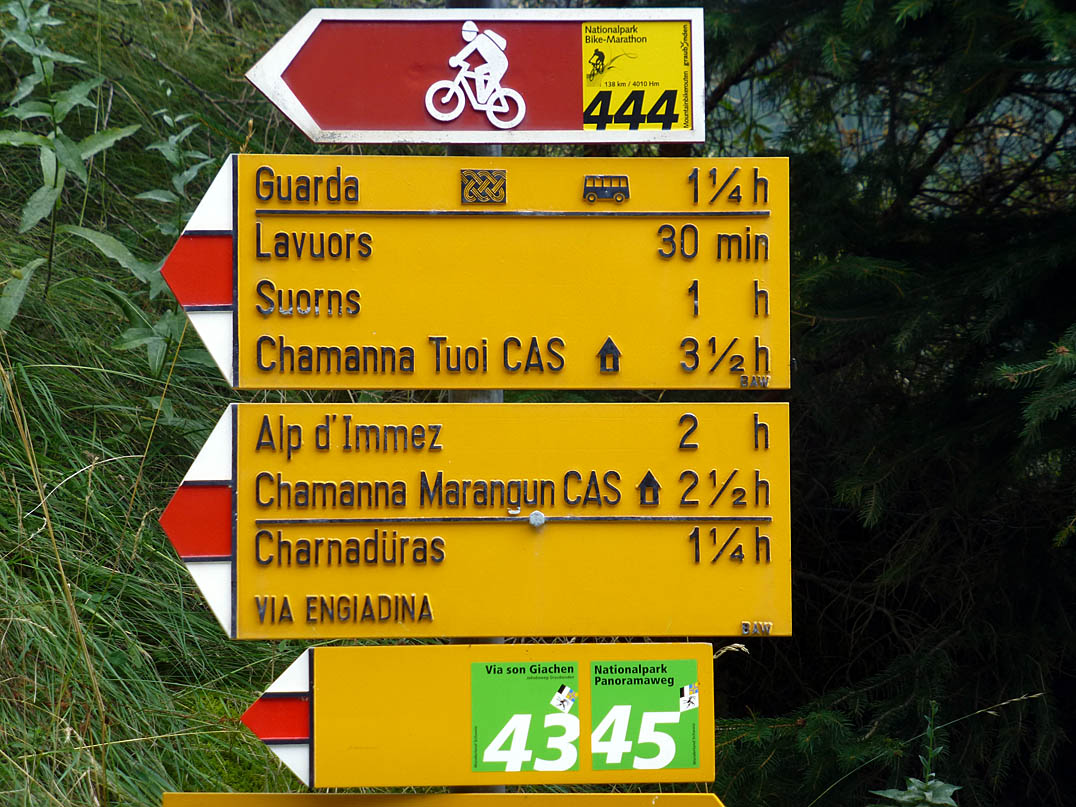 Nationalpark
Bike-Marathon
138 km / 4010 Hm
444
Mountainbikerouten graubünden
Guarda 1¼ h
Lavuors 30 min
Suorns 1 h
Chamanna Tuoi CAS 3½ h
BAW
Alp d'Immez 2 h
Chamanna Marangun CAS 2½ h
Charnadüras 1¼ h
VIA ENGIADINA
BAW
Via son Giachen
43
Nationalpark
Panoramaweg
45